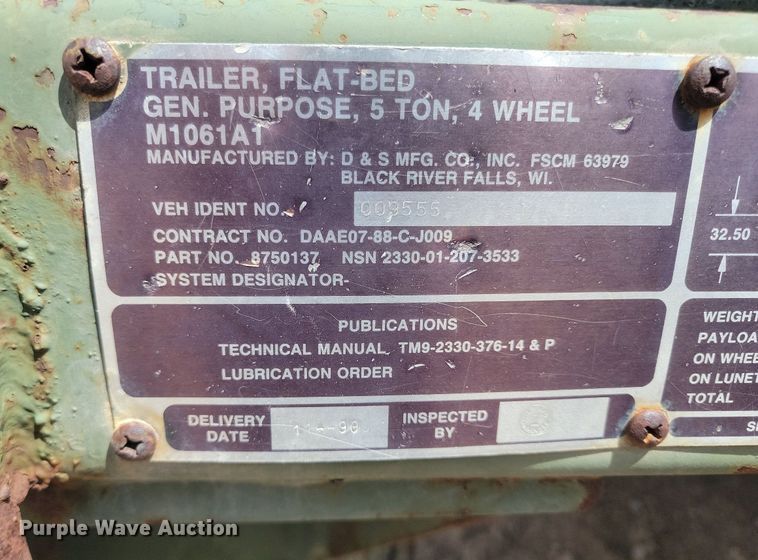 TRAILER, FLAT-BED
GEN. PURPOSE, 5 TON, 4 WHEEL
M1061A1
MANUFACTURED BY: D & S MFG. CO., INC. FSCM 63979
BLACK RIVER FALLS, WI.
VEH IDENT NO. 009555
CONTRACT NO. DAAE07-88-C-J009
PART NO. 8750137 NSN 2330-01-207-3533
SYSTEM DESIGNATOR-
PUBLICATIONS
TECHNICAL MANUAL TM9-2330-376-14 & P
LUBRICATION ORDER
DELIVERY DATE
INSPECTED BY
32.50
WEIGHT
PAYLOA
ON WHEE
ON LUNET
TOTAL
Purple Wave Auction